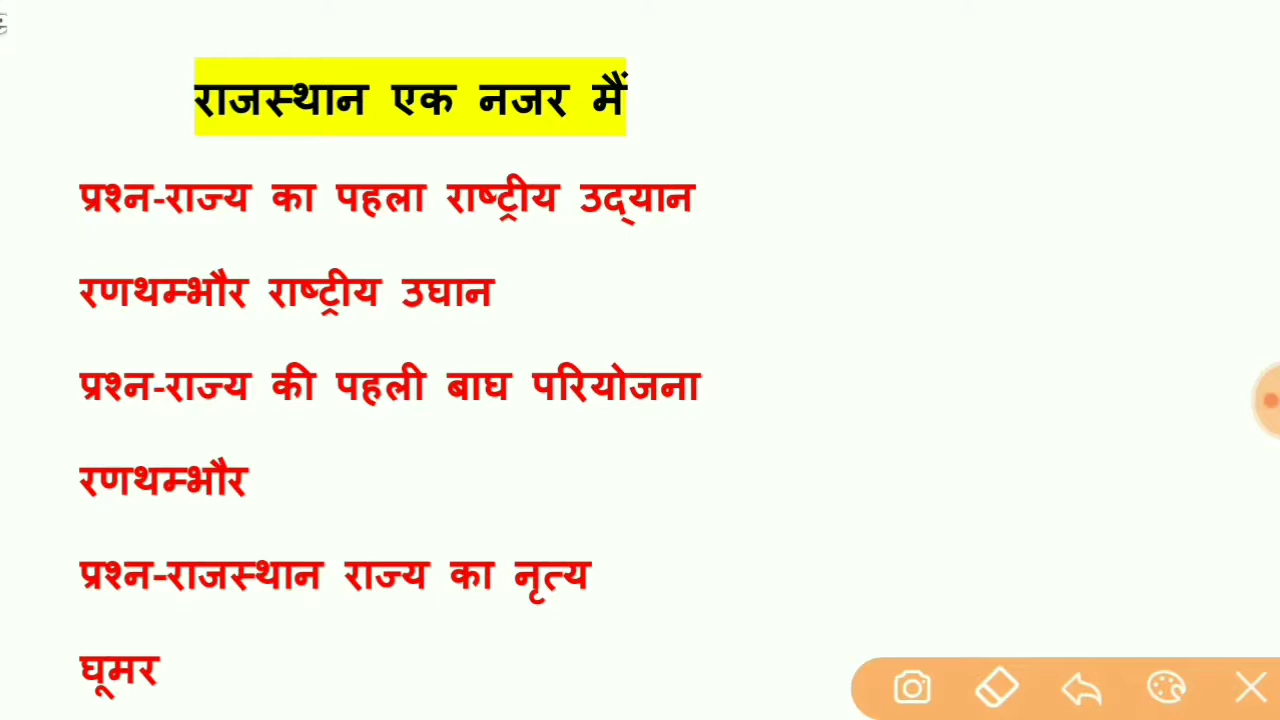 राजस्थान एक नजर मैं
प्रश्न-राज्य का पहला राष्ट्रीय उद्यान
रणथम्भौर राष्ट्रीय उघान
प्रश्न-राज्य की पहली बाघ परियोजना
रणथम्भौर
प्रश्न-राजस्थान राज्य का नृत्य
घूमर